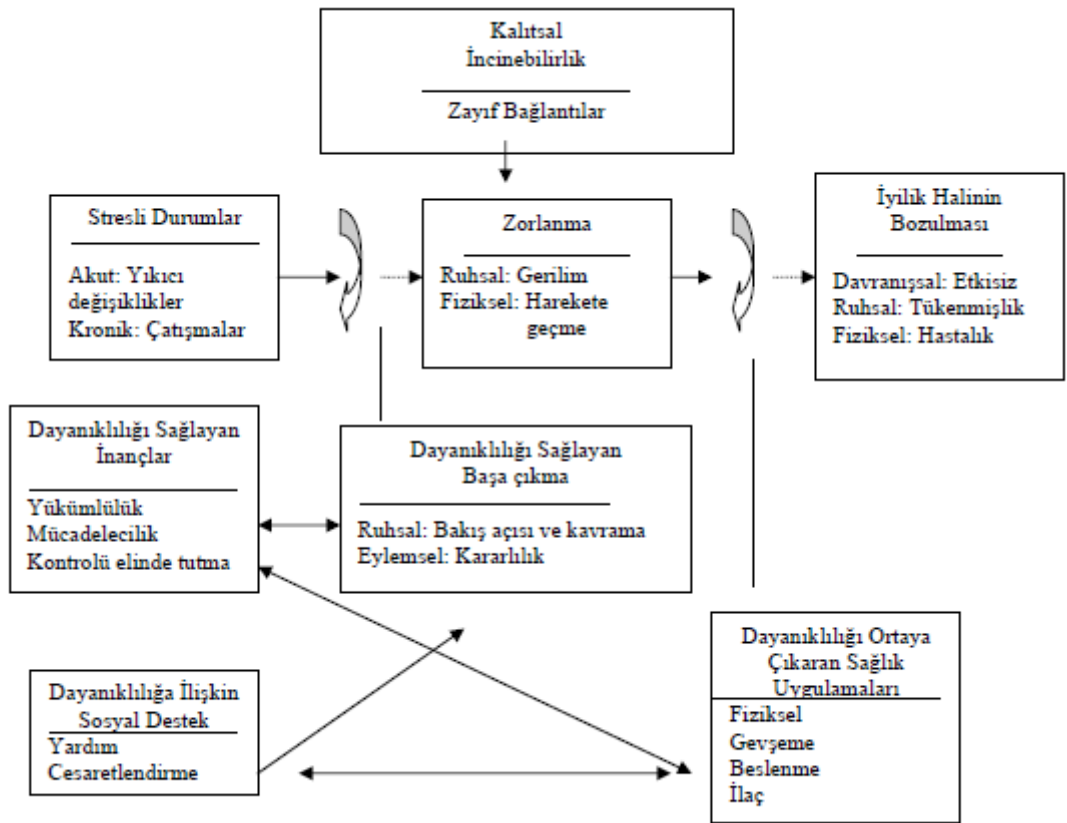 Kalıtsal
İncinebilirlik
Zayıf Bağlantılar
Stresli Durumlar
Akut: Yıkıcı
değişiklikler
Kronik: Çatışmalar
Zorlanma
Ruhsal: Gerilim
Fiziksel: Harekete
geçme
İyilik Halinin
Bozulması
Davranışsal: Etkisiz
Ruhsal: Tükenmişlik
Fiziksel: Hastalık
Dayanıklılığı Sağlayan
İnançlar
Yükümlülük
Mücadelecilik
Kontrolü elinde tutma
Dayanıklılığı Sağlayan
Başa çıkma
Ruhsal: Bakış açısı ve kavrama
Eylemsel: Kararlılık
Dayanıklılığa İlişkin
Sosyal Destek
Yardım
Cesaretlendirme
Dayanıklılığı Ortaya
Çıkaran Sağlık
Uygulamaları
Fiziksel
Gevşeme
Beslenme
İlaç